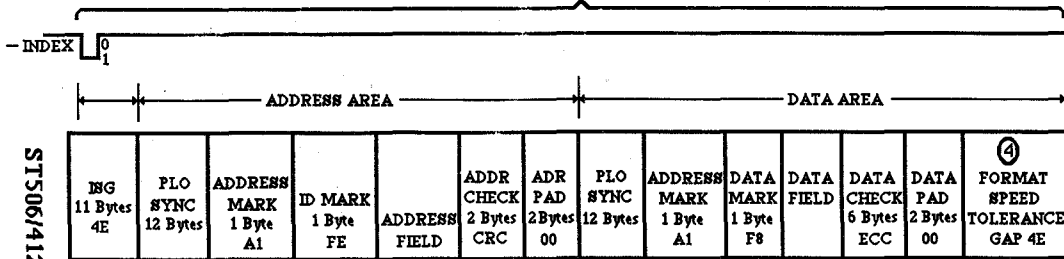 – INDEX
0
1
ADDRESS AREA
DATA AREA
ST506/412
ISG
11 Bytes
4E
PLO
SYNC
12 Bytes
ADDRESS
MARK
1 Byte
A1
ID MARK
1 Byte
FE
ADDRESS
FIELD
ADDR
CHECK
2 Bytes
CRC
ADR
PAD
2Bytes
00
PLO
SYNC
12 Bytes
ADDRESS
MARK
1 Byte
A1
DATA
MARK
1 Byte
F8
DATA
FIELD
DATA
CHECK
6 Bytes
ECC
DATA
PAD
2 Bytes
00
4
FORMAT
SPEED
TOLERANCE
GAP 4E